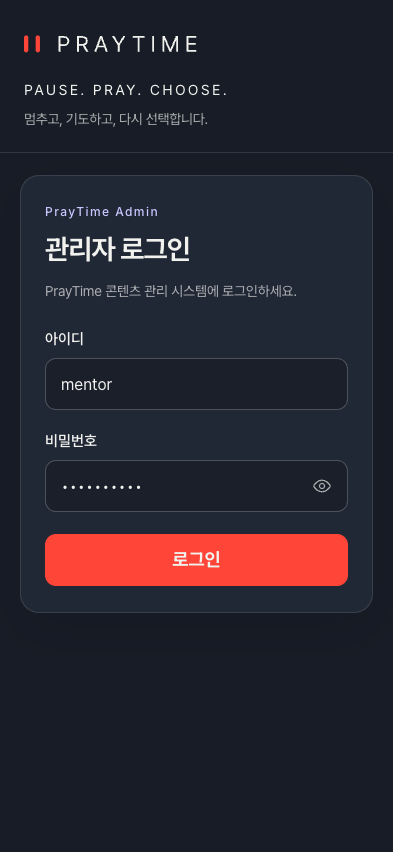 PRAYTIME
PAUSE. PRAY. CHOOSE.
멈추고, 기도하고, 다시 선택합니다.
PrayTime Admin
관리자 로그인
PrayTime 콘텐츠 관리 시스템에 로그인하세요.
아이디
mentor
비밀번호
••••••••••
로그인